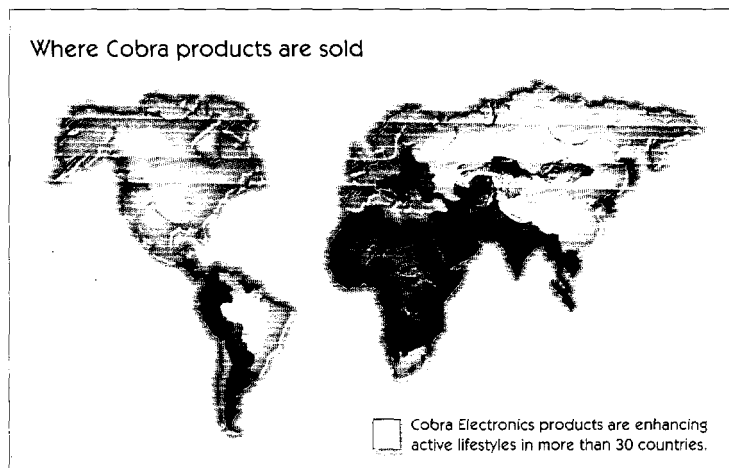 Where Cobra products are sold
Cobra Electronics products are enhancing
active lifestyles in more than 30 countries.